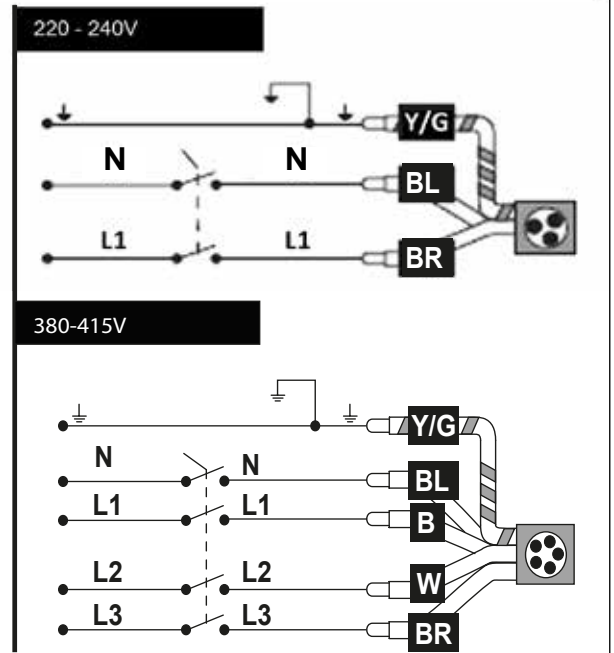 220 - 240V
Y/G
N N BL
L1 L1 BR
380-415V
Y/G
N N BL
L1 L1 B
L2 L2 W
L3 L3 BR